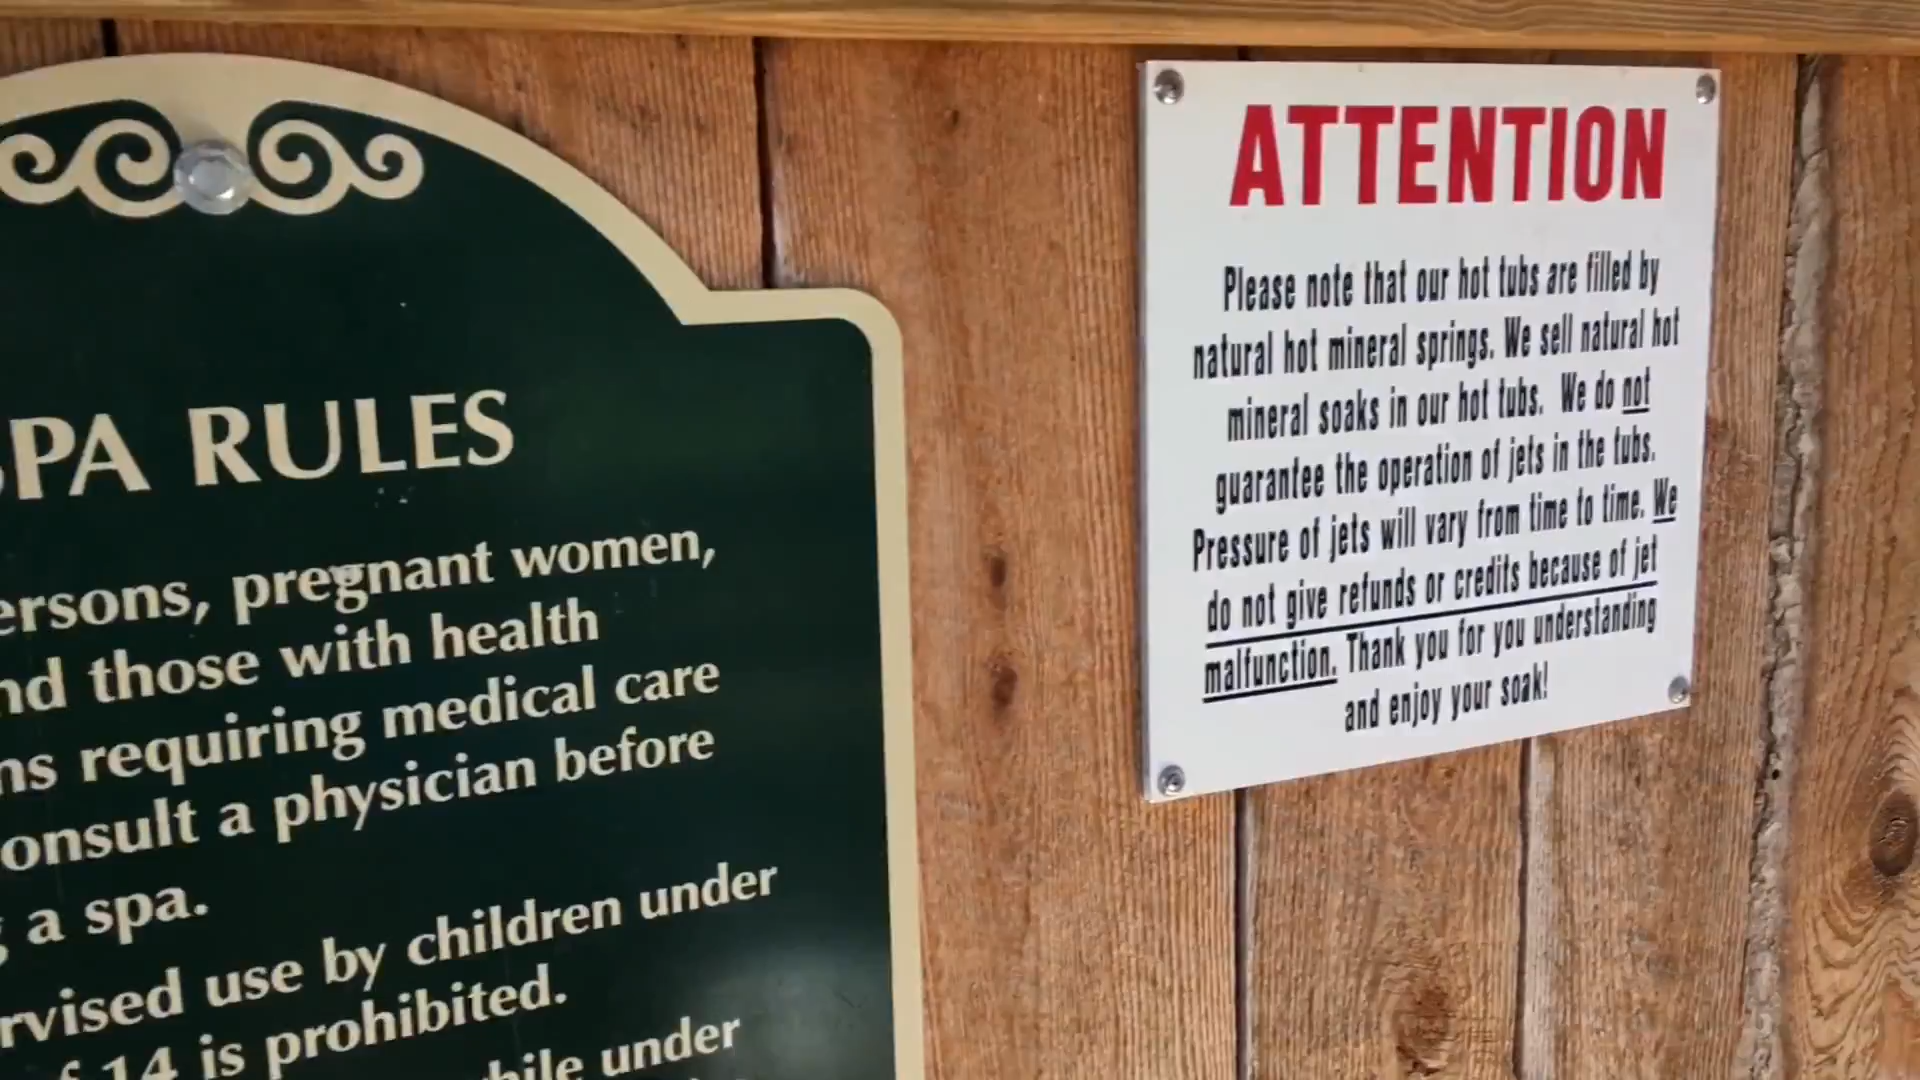 SPA RULES
ersons, pregnant women,
nd those with health
ns requiring medical care
onsult a physician before
a spa.
rvised use by children under
of 14 is prohibited.
hile under
ATTENTION
Please note that our hot tubs are filled by
natural hot mineral springs. We sell natural hot
mineral soaks in our hot tubs. We do not
guarantee the operation of jets in the tubs.
Pressure of jets will vary from time to time. We
do not give refunds or credits because of jet
malfunction. Thank you for you understanding
and enjoy your soak!